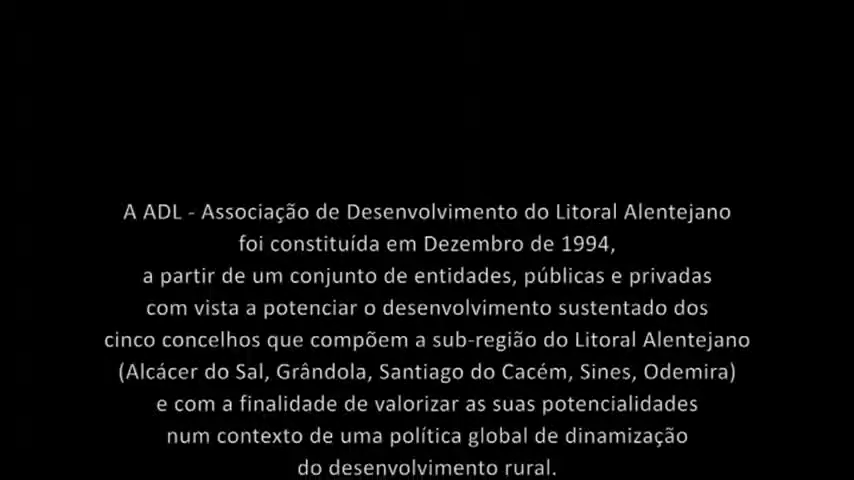 A ADL - Associação de Desenvolvimento do Litoral Alentejano
foi constituída em Dezembro de 1994,
a partir de um conjunto de entidades, públicas e privadas
com vista a potenciar o desenvolvimento sustentado dos
cinco concelhos que compõem a sub-região do Litoral Alentejano
(Alcácer do Sal, Grândola, Santiago do Cacém, Sines, Odemira)
e com a finalidade de valorizar as suas potencialidades
num contexto de uma política global de dinamização
do desenvolvimento rural.